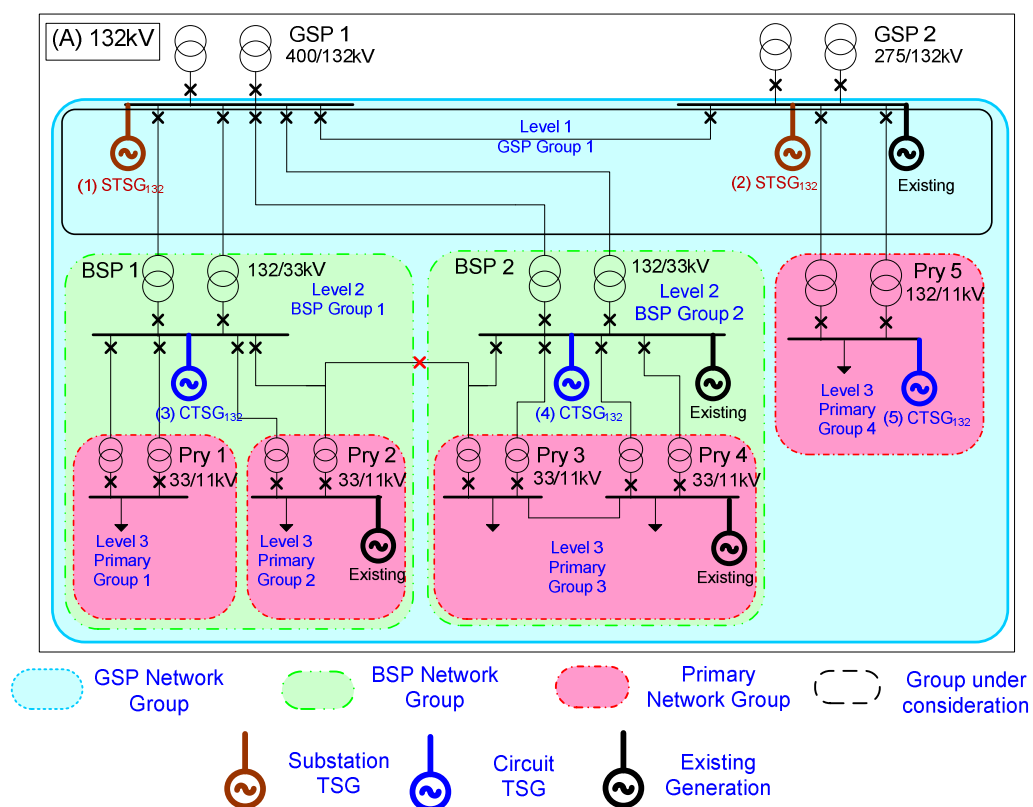 (A) 132kV
GSP 1
400/132kV
GSP 2
275/132kV
Level 1
GSP Group 1
(1) STSG132
(2) STSG132
Existing
BSP 1
132/33kV
Level 2
BSP Group 1
BSP 2
132/33kV
Level 2
BSP Group 2
Pry 5
132/11kV
(3) CTSG132
(4) CTSG132
Existing
Level 3
Primary
Group 4
(5) CTSG132
Pry 1
33/11kV
Pry 2
33/11kV
Pry 3
33/11kV
Pry 4
33/11kV
Level 3
Primary
Group 1
Level 3
Primary
Group 2
Existing
Level 3
Primary
Group 3
Existing
GSP Network
Group
BSP Network
Group
Primary
Network Group
Group under
consideration
Substation
TSG
Circuit
TSG
Existing
Generation